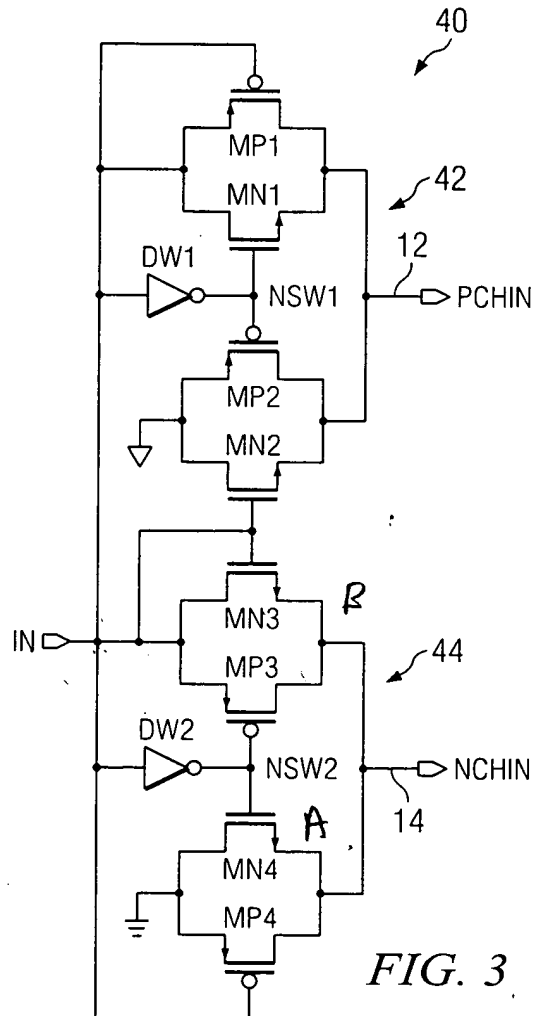 40
MP1
MN1
42
DW1
12
NSW1
PCHIN
MP2
MN2
B
IN
MN3
MP3
44
DW2
NSW2
NCHIN
A
14
MN4
MP4
FIG. 3